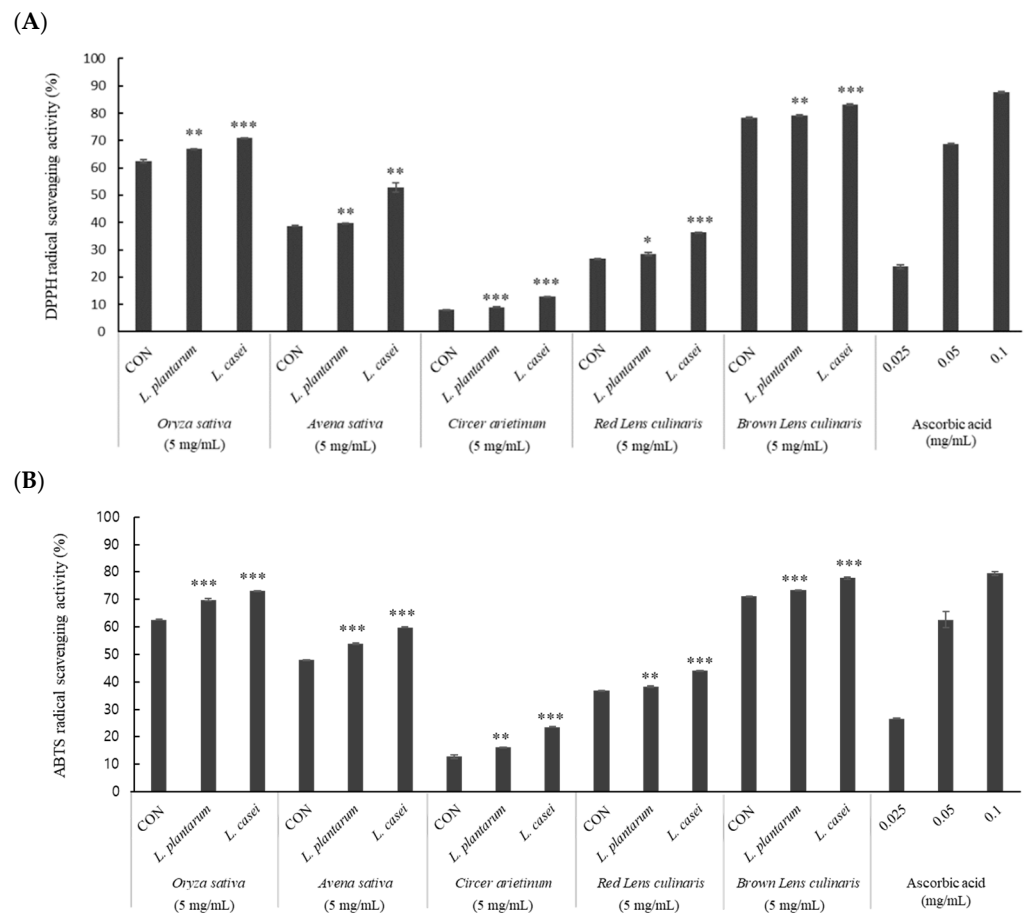 (A)
DPPH radical scavenging activity (%)
100
90
80
70
60
50
40
30
20
10
0
** *** ** ** *** *** * *** ** ***
CON L. plantarum L. casei CON L. plantarum L. casei CON L. plantarum L. casei CON L. plantarum L. casei CON L. plantarum L. casei 0.025 0.05 0.1
Oryza sativa Avena sativa Circer arietinum Red Lens culinaris Brown Lens culinaris Ascorbic acid
(5 mg/mL) (5 mg/mL) (5 mg/mL) (5 mg/mL) (5 mg/mL) (mg/mL)
(B)
ABTS radical scavenging activity (%)
100
90
80
70
60
50
40
30
20
10
0
*** *** *** *** ** *** ** *** *** ***
CON L. plantarum L. casei CON L. plantarum L. casei CON L. plantarum L. casei CON L. plantarum L. casei CON L. plantarum L. casei 0.025 0.05 0.1
Oryza sativa Avena sativa Circer arietinum Red Lens culinaris Brown Lens culinaris Ascorbic acid
(5 mg/mL) (5 mg/mL) (5 mg/mL) (5 mg/mL) (5 mg/mL) (mg/mL)